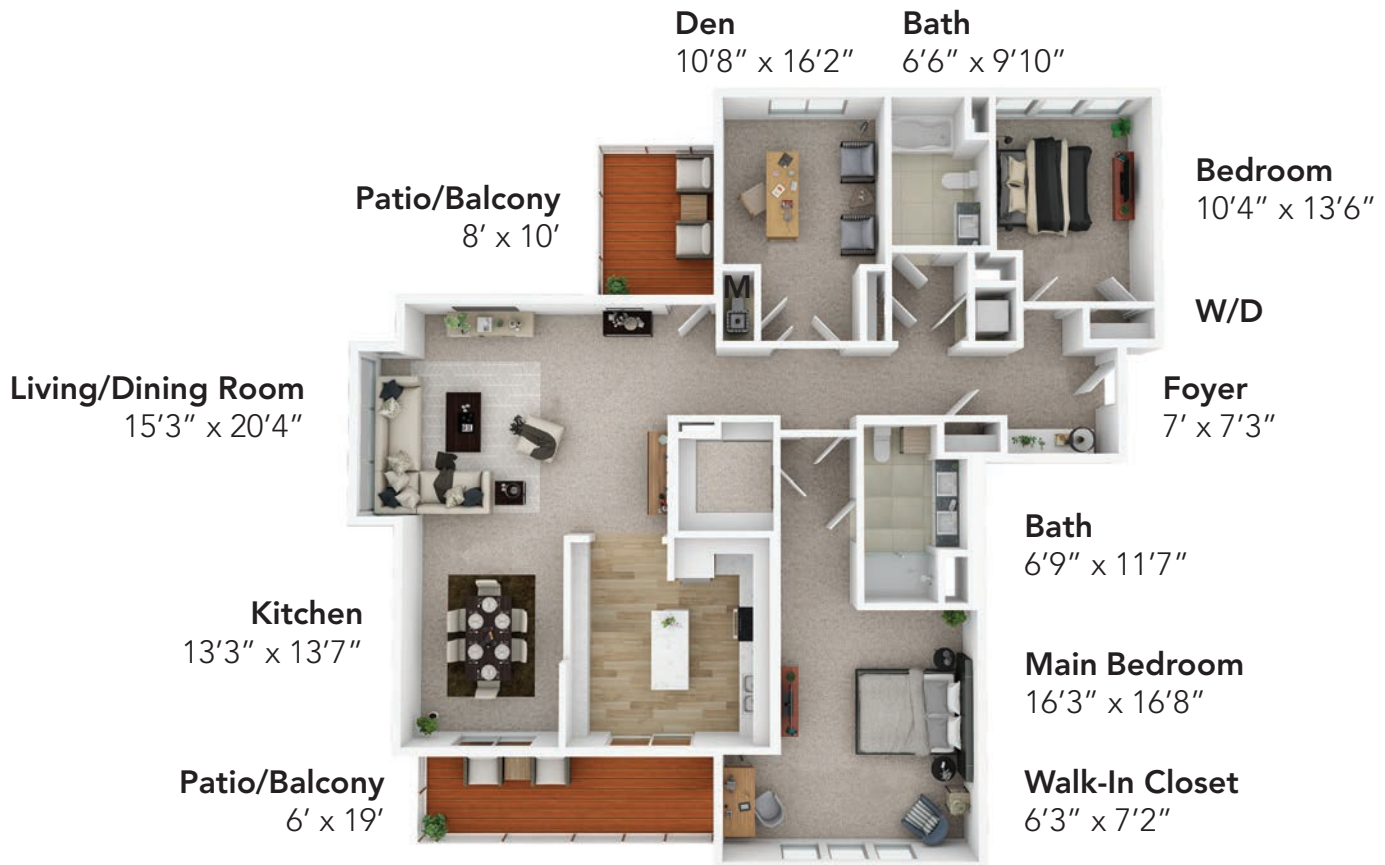 Den
10′8″ x 16′2″
Bath
6′6″ x 9′10″
Patio/Balcony
8′ x 10′
Bedroom
10′4″ x 13′6″
M
W/D
Living/Dining Room
15′3″ x 20′4″
Foyer
7′ x 7′3″
Bath
6′9″ x 11′7″
Kitchen
13′3″ x 13′7″
Main Bedroom
16′3″ x 16′8″
Patio/Balcony
6′ x 19′
Walk-In Closet
6′3″ x 7′2″